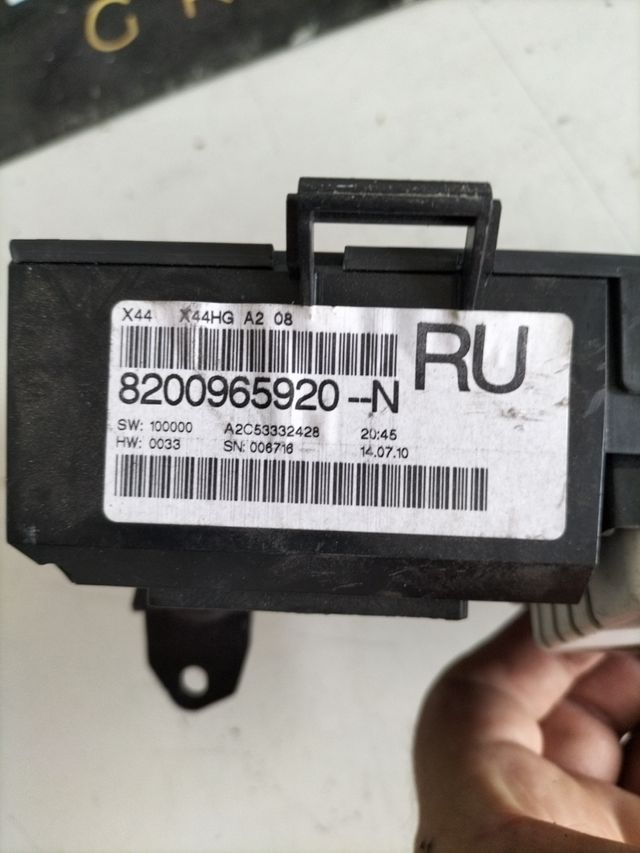 X44 X44HG A2 08
RU
8200965920--N
SW: 100000 A2C53332428 20:45
HW: 0033 SN: 006716 14.07.10